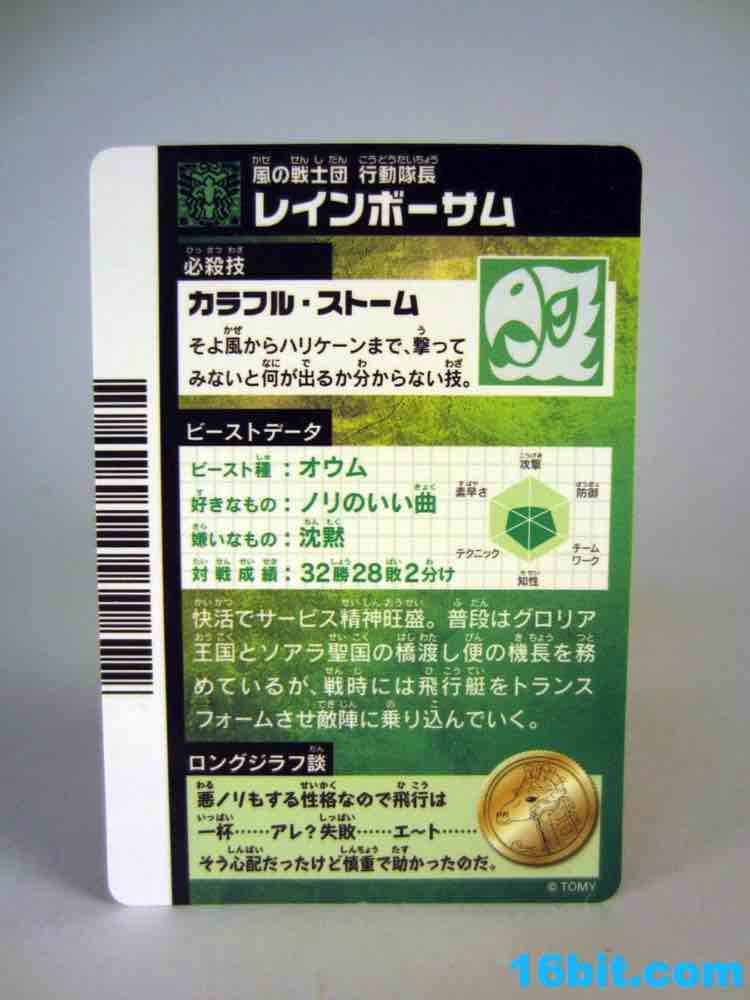 風の戦士団 行動隊長
レインボーサム
必殺技
カラフル・ストーム
そよ風からハリケーンまで、撃って
みないと何が出るか分からない技。
ビーストデータ
ビースト種：オウム
好きなもの：ノリのいい曲
嫌いなもの：沈黙
対戦成績：32勝28敗2分け
攻撃
防御
チーム
ワーク
知性
テクニック
素早さ
快活でサービス精神旺盛。普段はグロリア
王国とソアラ聖国の橋渡し便の機長を務
めているが、戦時には飛行艇をトランス
フォームさせ敵陣に乗り込んでいく。
ロングジラフ談
悪ノリもする性格なので飛行は
一杯……アレ？失敗……エ〜ト……
そう心配だったけど慎重で助かったのだ。
© TOMY
16bit.com